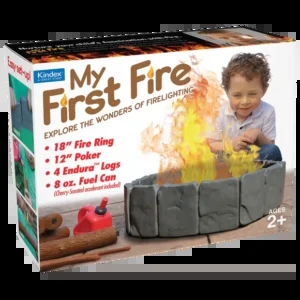 Kindex
My
First Fire
EXPLORE THE WONDERS OF FIRELIGHTING
• 18" Fire Ring
• 12" Poker
• 4 Endura™ Logs
• 8 oz. Fuel Can
(Cherry-Scented accelerant included!)
AGES
2+